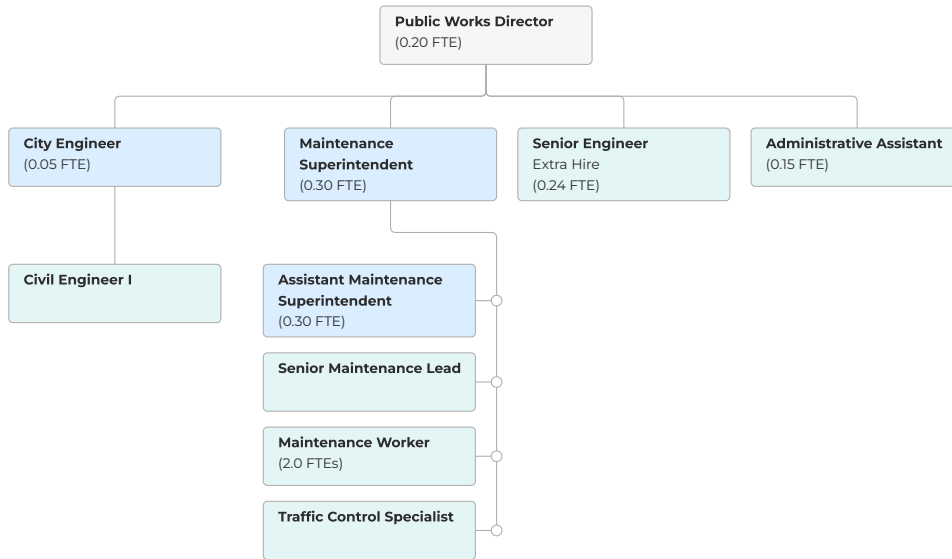 Public Works Director
(0.20 FTE)
City Engineer
(0.05 FTE)
Maintenance
Superintendent
(0.30 FTE)
Senior Engineer
Extra Hire
(0.24 FTE)
Administrative Assistant
(0.15 FTE)
Civil Engineer I
Assistant Maintenance
Superintendent
(0.30 FTE)
Senior Maintenance Lead
Maintenance Worker
(2.0 FTEs)
Traffic Control Specialist